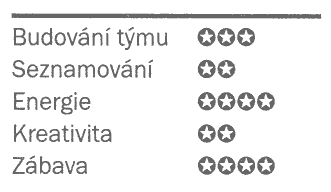 Budování týmu ✪✪✪
Seznamování ✪✪
Energie ✪✪✪✪
Kreativita ✪✪
Zábava ✪✪✪✪